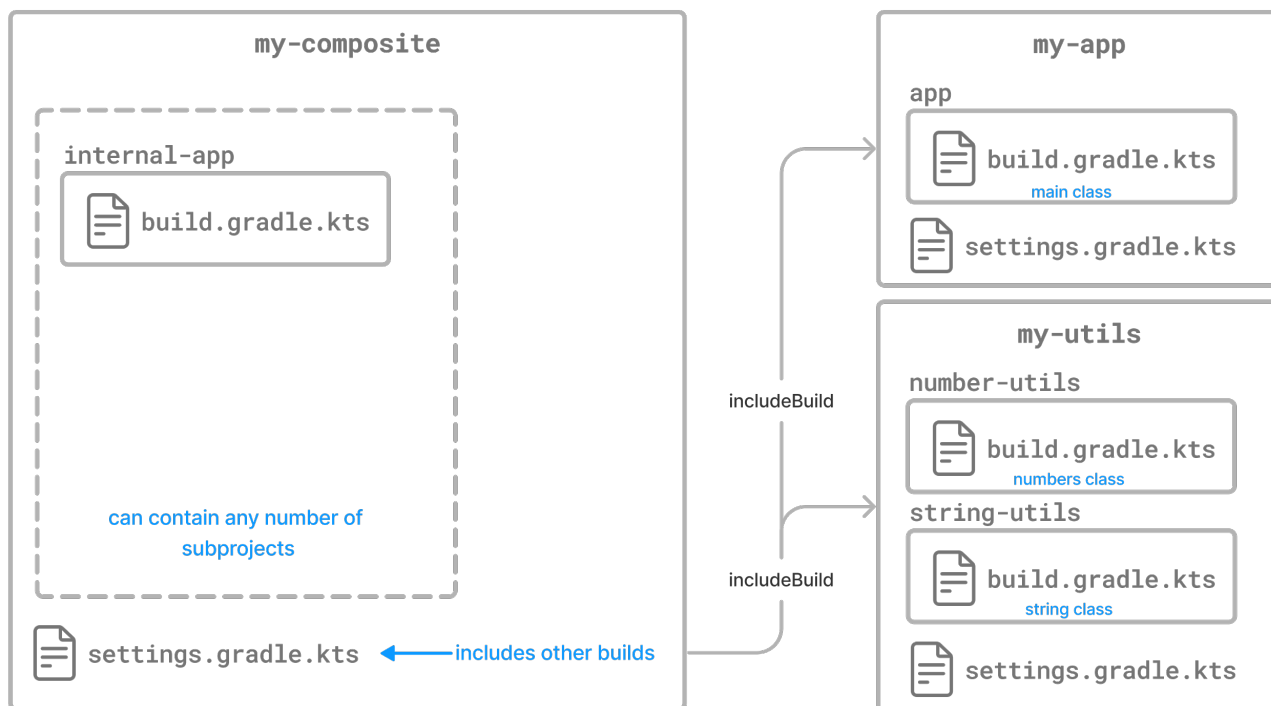 my-composite
internal-app
build.gradle.kts
can contain any number of
subprojects
settings.gradle.kts
includes other builds
includeBuild
includeBuild
my-app
app
build.gradle.kts
main class
settings.gradle.kts
my-utils
number-utils
build.gradle.kts
numbers class
string-utils
build.gradle.kts
string class
settings.gradle.kts